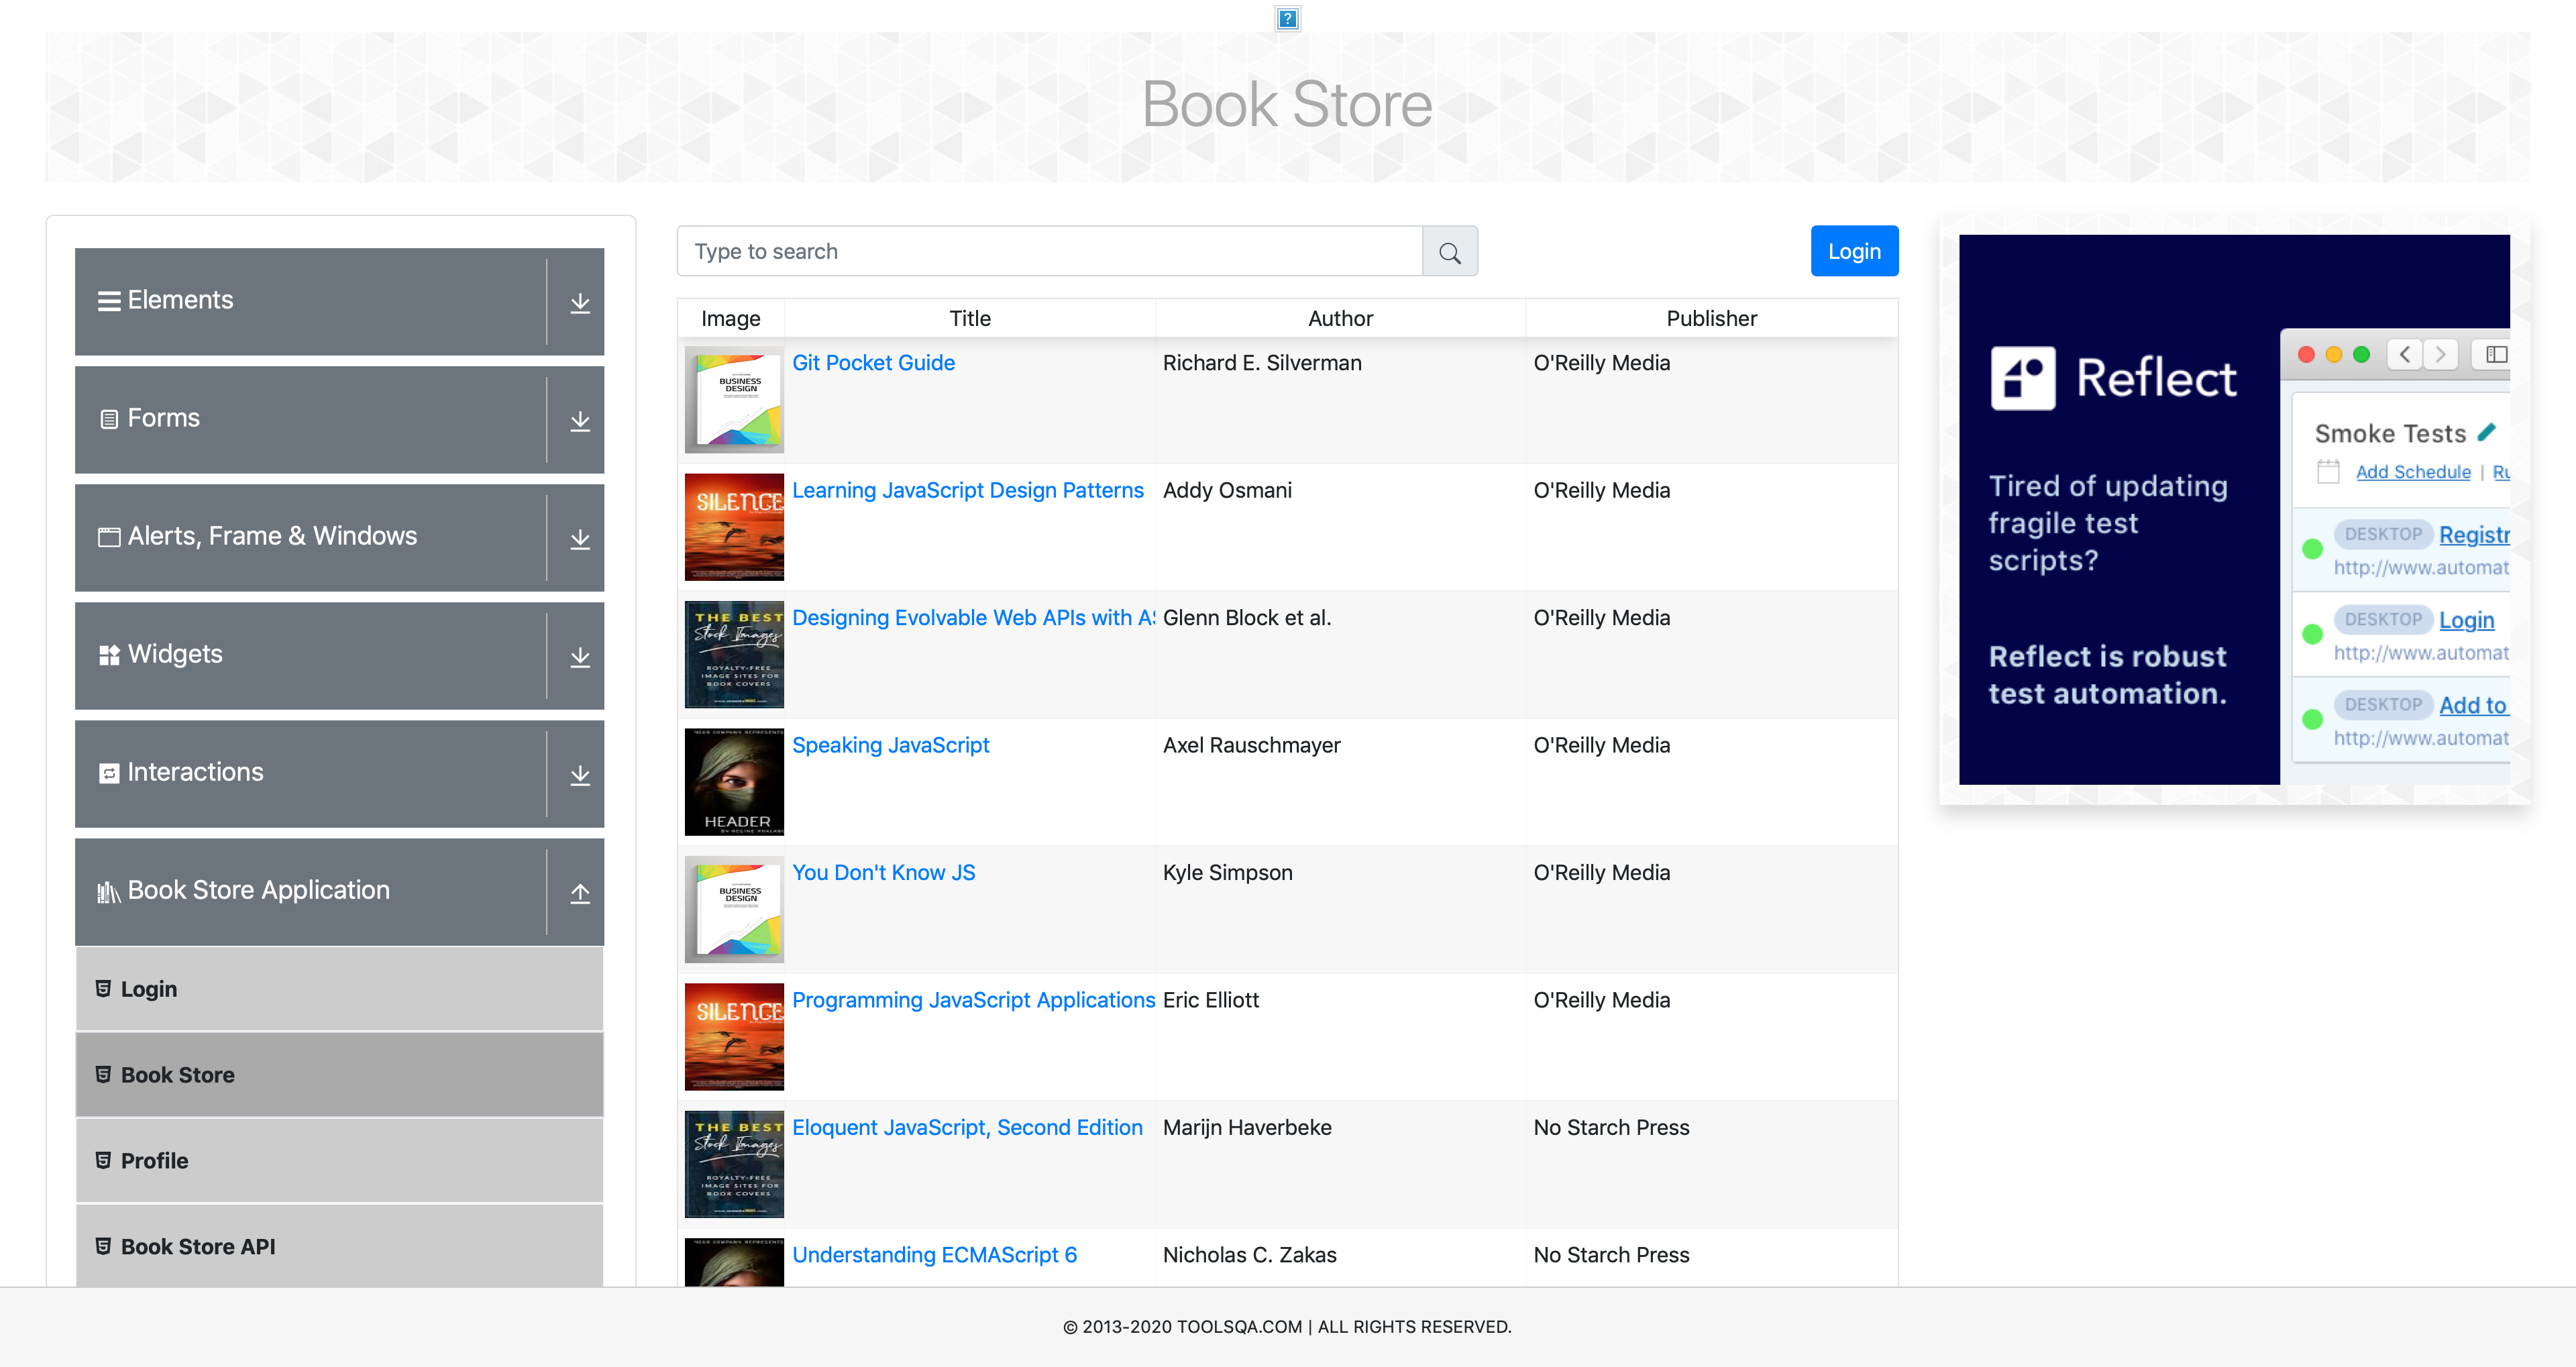 Book Store
Elements
Forms
Alerts, Frame & Windows
Widgets
Interactions
Book Store Application
Login
Book Store
Profile
Book Store API
Type to search
Login
Image Title Author Publisher
BUSINESS
DESIGN
Git Pocket Guide Richard E. Silverman O'Reilly Media
SILENCE
Learning JavaScript Design Patterns Addy Osmani O'Reilly Media
THE BEST
Stock Images
ROYALTY-FREE
IMAGE SITES FOR
BOOK COVERS
Designing Evolvable Web APIs with Glenn Block et al. O'Reilly Media
YOUR COMPANY REPRESENTS
HEADER
Speaking JavaScript Axel Rauschmayer O'Reilly Media
BUSINESS
DESIGN
You Don't Know JS Kyle Simpson O'Reilly Media
SILENCE
Programming JavaScript Applications Eric Elliott O'Reilly Media
THE BEST
Stock Images
ROYALTY-FREE
IMAGE SITES FOR
BOOK COVERS
Eloquent JavaScript, Second Edition Marijn Haverbeke No Starch Press
YOUR COMPANY REPRESENTS
Understanding ECMAScript 6 Nicholas C. Zakas No Starch Press
Reflect
Tired of updating
fragile test
scripts?
Reflect is robust
test automation.
Smoke Tests
Add Schedule | Ru
DESKTOP Registr
http://www.automat
DESKTOP Login
http://www.automat
DESKTOP Add to
http://www.automat
© 2013-2020 TOOLSQA.COM | ALL RIGHTS RESERVED.